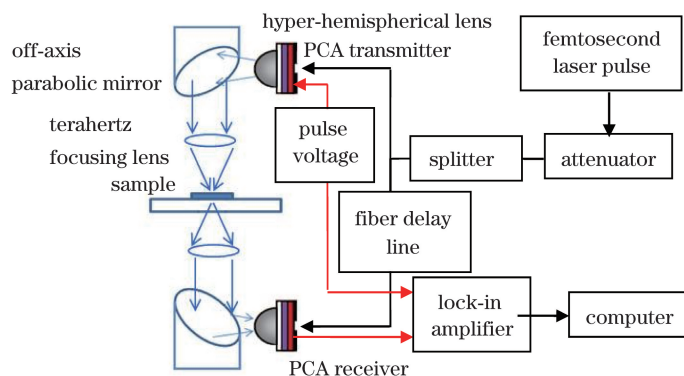 hyper-hemispherical lens
PCA transmitter
off-axis
parabolic mirror
terahertz
focusing lens
sample
pulse
voltage
femtosecond
laser pulse
splitter
attenuator
fiber delay
line
lock-in
amplifier
computer
PCA receiver